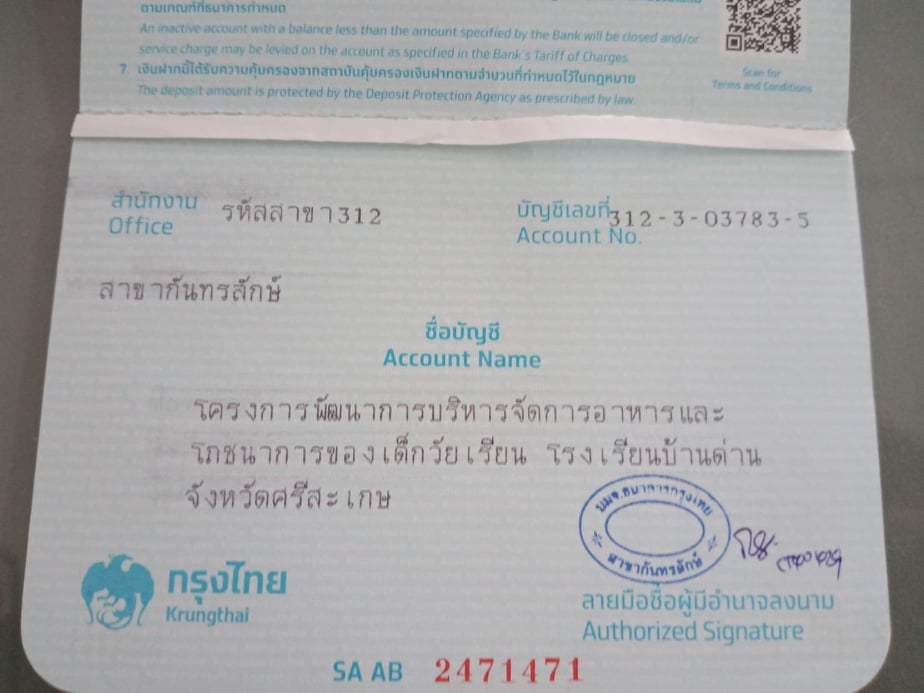 ตามเกณฑ์ที่ธนาคารกำหนด
An inactive account with a balance less than the amount specified by the Bank will be closed and/or
service charge may be levied on the account as specified in the Bank's Tariff of Charges.
7. เงินฝากนี้ได้รับความคุ้มครองจากสถาบันคุ้มครองเงินฝากตามจำนวนที่กำหนดไว้ในกฎหมาย
The deposit amount is protected by the Deposit Protection Agency as prescribed by law.
Scan for
Terms and Conditions
สำนักงาน รหัสสาขา312
Office
บัญชีเลขที่ 312-3-03783-5
Account No.
สาขากันทรลักษ์
ชื่อบัญชี
Account Name
โครงการพัฒนาการบริหารจัดการอาหารและ
โภชนาการของเด็กวัยเรียน โรงเรียนบ้านด่าน
จังหวัดศรีสะเกษ
บมจ.ธนาคารกรุงไทย
สาขากันทรลักษ์
กรุงไทย
Krungthai
ลายมือชื่อผู้มีอำนาจลงนาม
Authorized Signature
SA AB 2471471